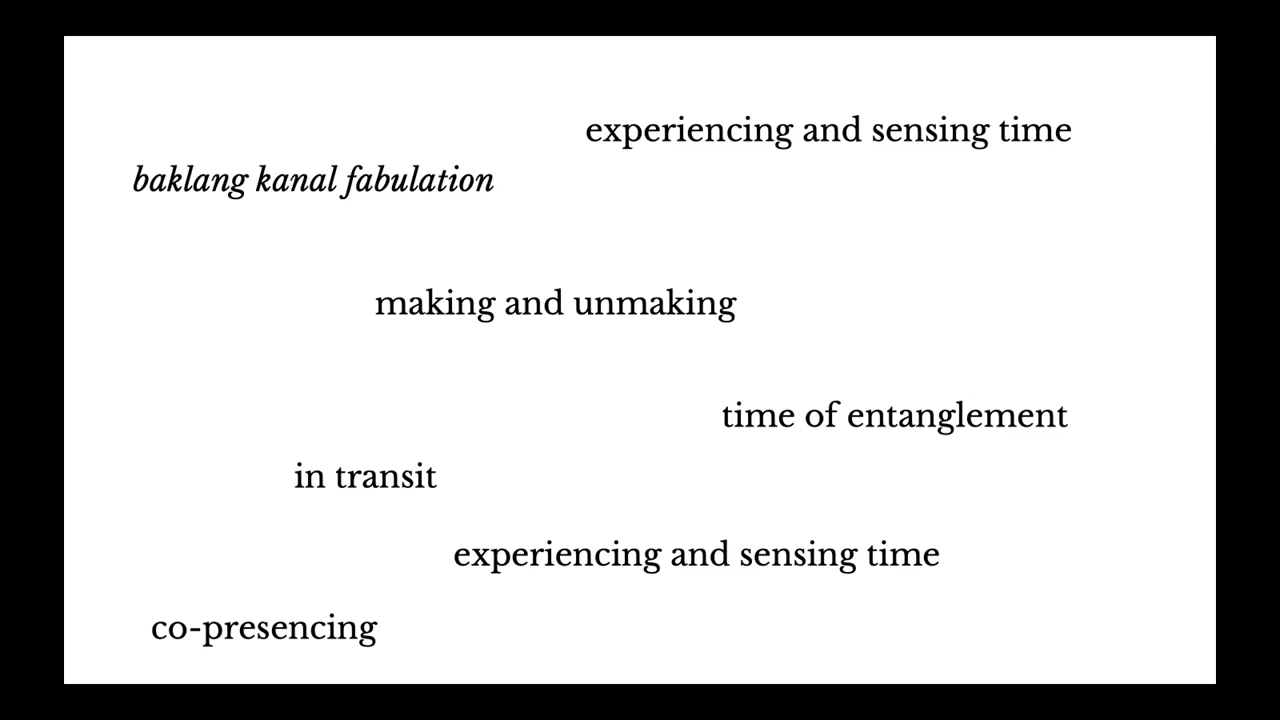 experiencing and sensing time
baklang kanal fabulation
making and unmaking
time of entanglement
in transit
experiencing and sensing time
co-presencing